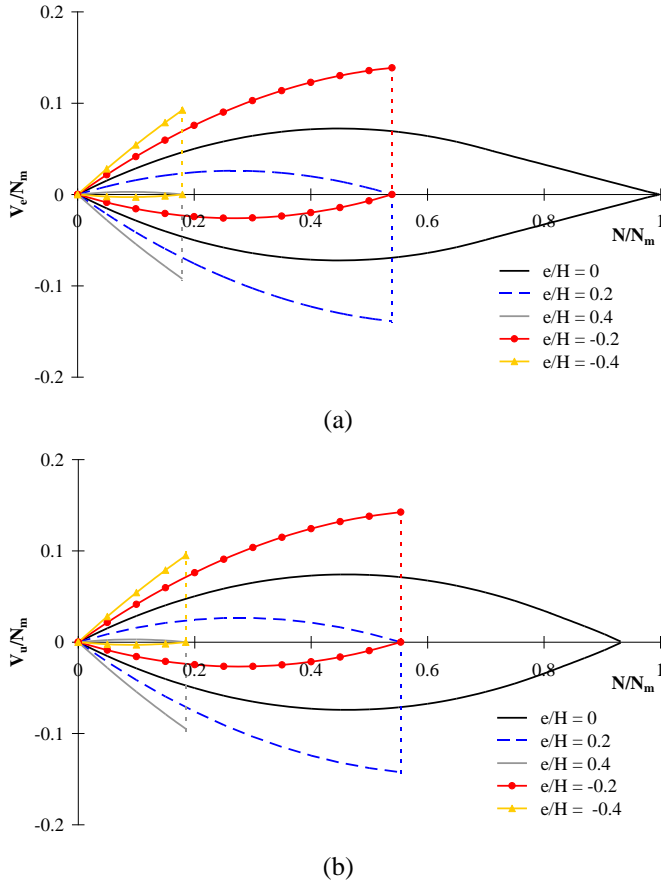 0.2
0.1
0
-0.1
-0.2
V_e/N_m
0 0.2 0.4 0.6 0.8 1
N/N_m
e/H = 0
e/H = 0.2
e/H = 0.4
e/H = -0.2
e/H = -0.4
(a)
0.2
0.1
0
-0.1
-0.2
V_u/N_m
0 0.2 0.4 0.6 0.8 1
N/N_m
e/H = 0
e/H = 0.2
e/H = 0.4
e/H = -0.2
e/H = -0.4
(b)